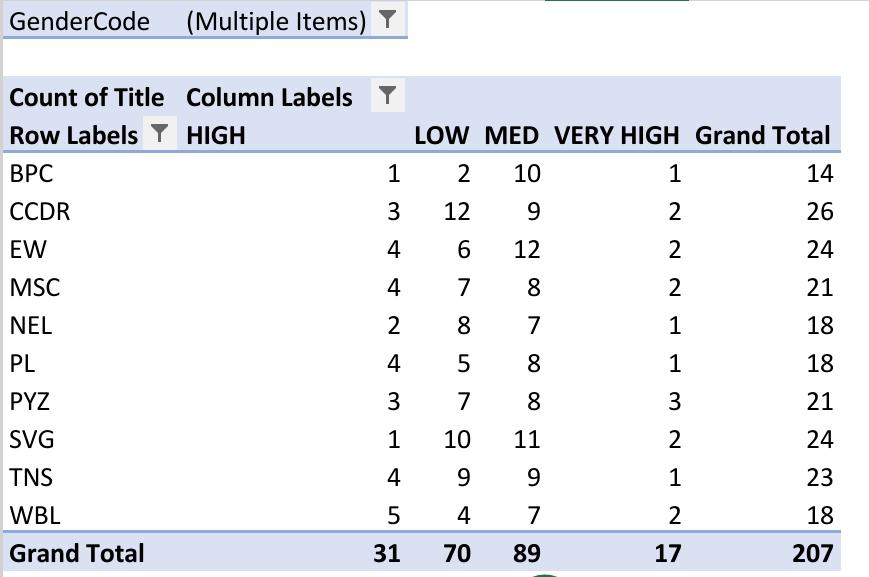 GenderCode (Multiple Items)
Count of Title Column Labels
Row Labels HIGH LOW MED VERY HIGH Grand Total
BPC 1 2 10 1 14
CCDR 3 12 9 2 26
EW 4 6 12 2 24
MSC 4 7 8 2 21
NEL 2 8 7 1 18
PL 4 5 8 1 18
PYZ 3 7 8 3 21
SVG 1 10 11 2 24
TNS 4 9 9 1 23
WBL 5 4 7 2 18
Grand Total 31 70 89 17 207